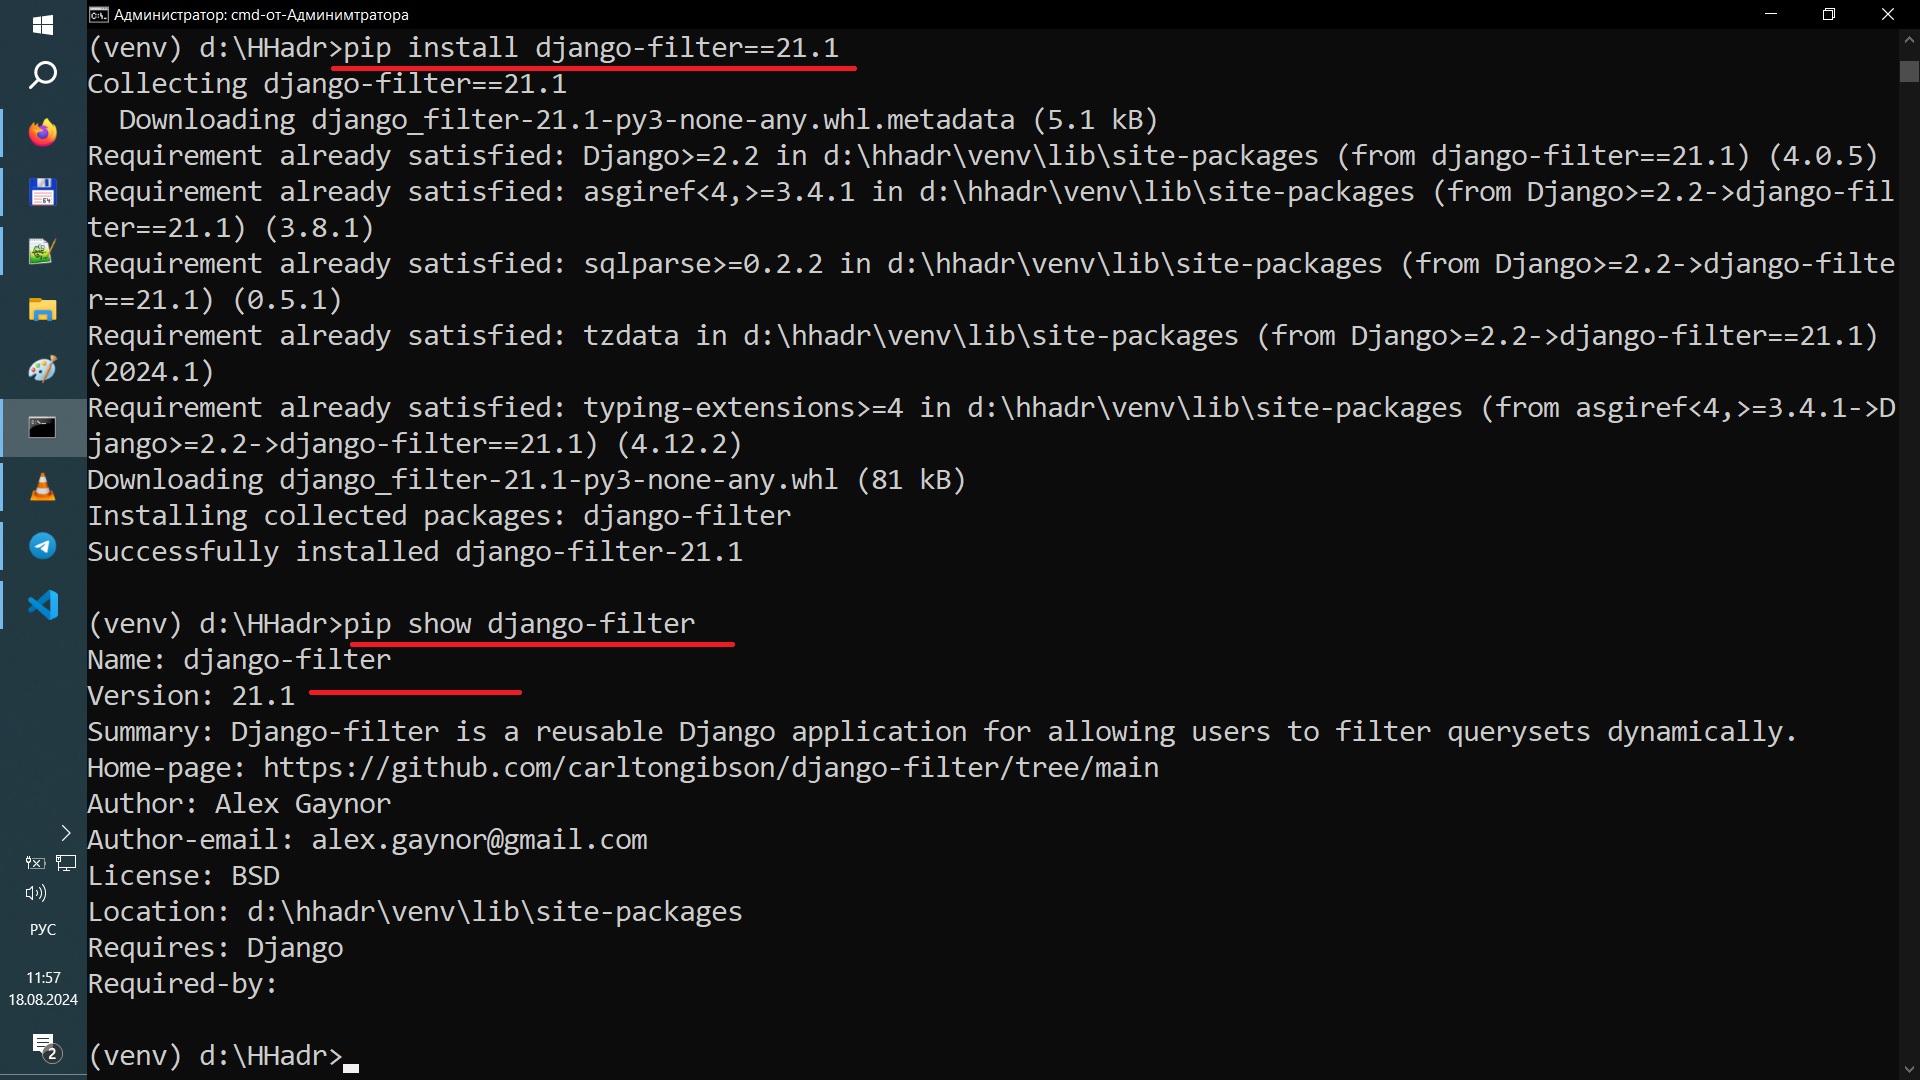 Администратор: cmd-от-Админимтратора
(venv) d:\HHadr>pip install django-filter==21.1
Collecting django-filter==21.1
  Downloading django_filter-21.1-py3-none-any.whl.metadata (5.1 kB)
Requirement already satisfied: Django>=2.2 in d:\hhadr\venv\lib\site-packages (from django-filter==21.1) (4.0.5)
Requirement already satisfied: asgiref<4,>=3.4.1 in d:\hhadr\venv\lib\site-packages (from Django>=2.2->django-fil
ter==21.1) (3.8.1)
Requirement already satisfied: sqlparse>=0.2.2 in d:\hhadr\venv\lib\site-packages (from Django>=2.2->django-filte
r==21.1) (0.5.1)
Requirement already satisfied: tzdata in d:\hhadr\venv\lib\site-packages (from Django>=2.2->django-filter==21.1)
(2024.1)
Requirement already satisfied: typing-extensions>=4 in d:\hhadr\venv\lib\site-packages (from asgiref<4,>=3.4.1->D
jango>=2.2->django-filter==21.1) (4.12.2)
Downloading django_filter-21.1-py3-none-any.whl (81 kB)
Installing collected packages: django-filter
Successfully installed django-filter-21.1
(venv) d:\HHadr>pip show django-filter
Name: django-filter
Version: 21.1
Summary: Django-filter is a reusable Django application for allowing users to filter querysets dynamically.
Home-page: https://github.com/carltongibson/django-filter/tree/main
Author: Alex Gaynor
Author-email: alex.gaynor@gmail.com
License: BSD
Location: d:\hhadr\venv\lib\site-packages
Requires: Django
Required-by:
(venv) d:\HHadr>
РУС
11:57
18.08.2024
2